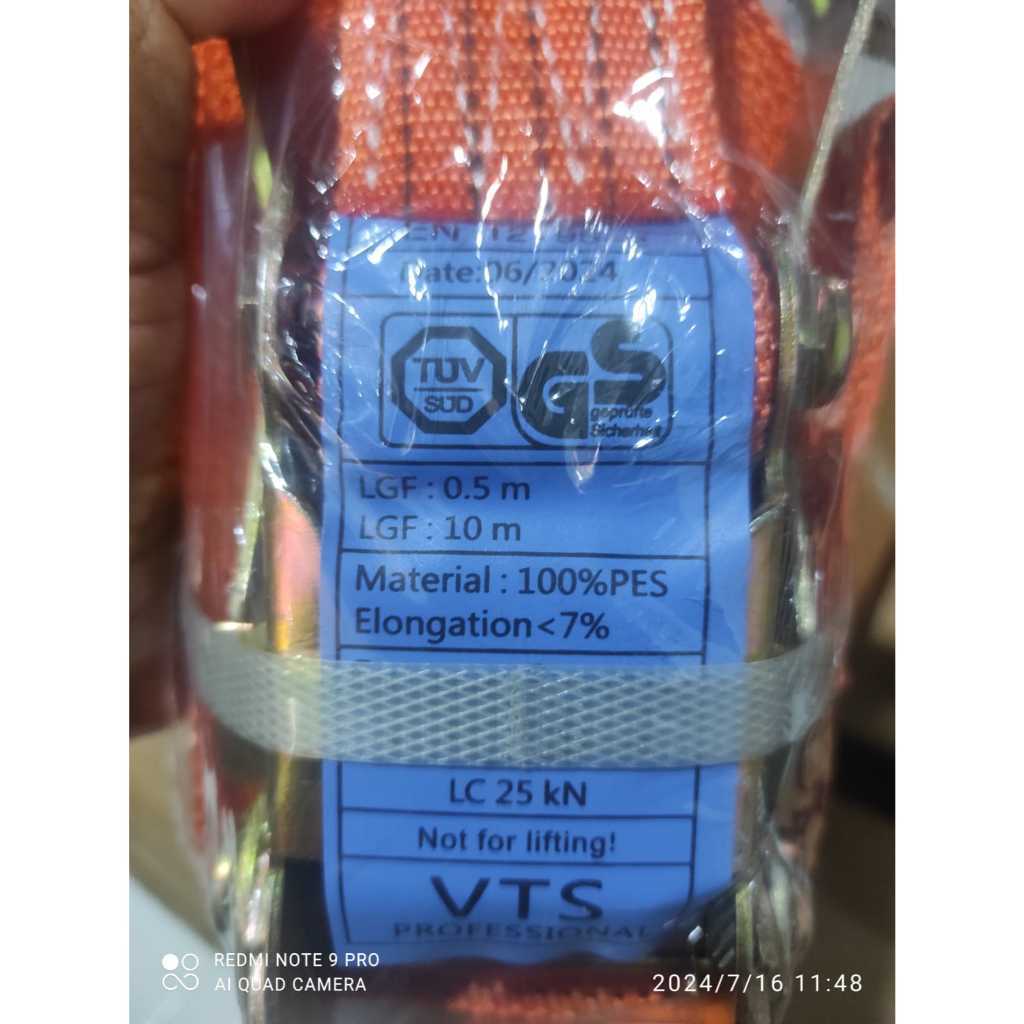 Date:06/2024
TÜV
SÜD
GS
geprüfte
Sicherheit
LGF : 0.5 m
LGF : 10 m
Material : 100%PES
Elongation<7%
LC 25 kN
Not for lifting!
VTS
PROFESSIONAL
REDMI NOTE 9 PRO
AI QUAD CAMERA
2024/7/16 11:48